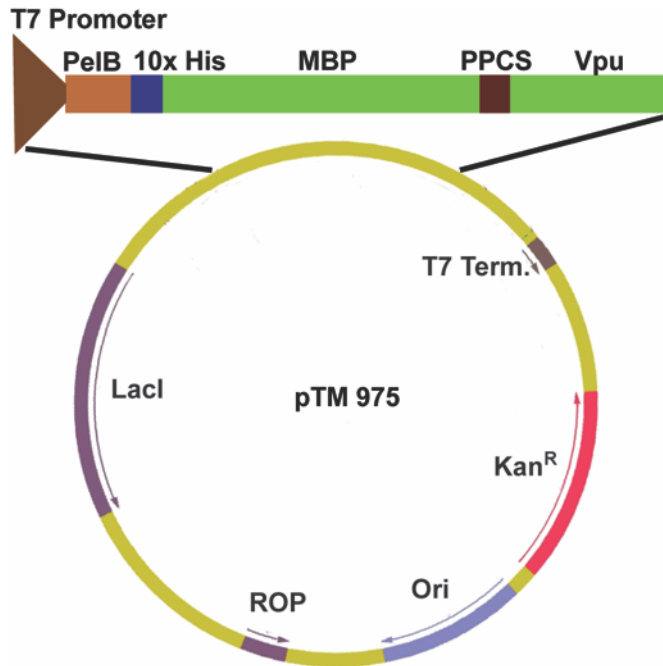 T7 Promoter
PelB 10x His MBP PPCS Vpu
T7 Term.
LacI
pTM 975
Kan^R
Ori
ROP